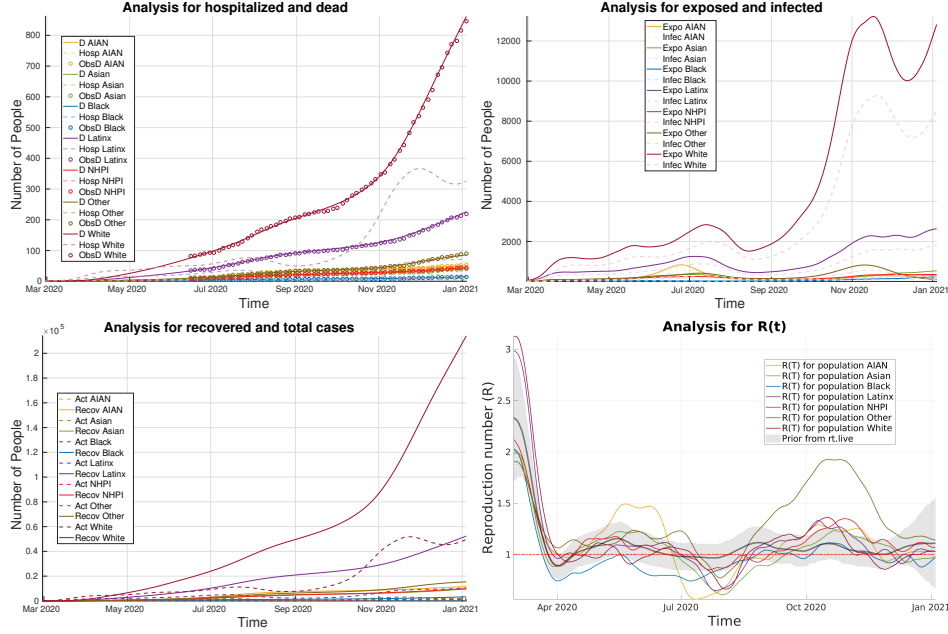 Analysis for hospitalized and dead
Number of People
800
700
600
500
400
300
200
100
0
D AIAN
Hosp AIAN
ObsD AIAN
D Asian
Hosp Asian
ObsD Asian
D Black
Hosp Black
ObsD Black
D Latinx
Hosp Latinx
ObsD Latinx
D NHPI
Hosp NHPI
ObsD NHPI
D Other
Hosp Other
ObsD Other
D White
Hosp White
ObsD White
Mar 2020 May 2020 Jul 2020 Sep 2020 Nov 2020 Jan 2021
Time
Analysis for exposed and infected
Number of People
12000
10000
8000
6000
4000
2000
Expo AIAN
Infec AIAN
Expo Asian
Infec Asian
Expo Black
Infec Black
Expo Latinx
Infec Latinx
Expo NHPI
Infec NHPI
Expo Other
Infec Other
Expo White
Infec White
Mar 2020 May 2020 Jul 2020 Sep 2020 Nov 2020 Jan 2021
Time
Analysis for recovered and total cases
× 10^5
Number of People
2
1.8
1.6
1.4
1.2
1
0.8
0.6
0.4
0.2
0
Act AIAN
Recov AIAN
Act Asian
Recov Asian
Act Black
Recov Black
Act Latinx
Recov Latinx
Act NHPI
Recov NHPI
Act Other
Recov Other
Act White
Recov White
Mar 2020 May 2020 Jul 2020 Sep 2020 Nov 2020 Jan 2021
Time
Analysis for R(t)
Reproduction number (R)
3
2.5
2
1.5
1
R(T) for population AIAN
R(T) for population Asian
R(T) for population Black
R(T) for population Latinx
R(T) for population NHPI
R(T) for population Other
R(T) for population White
Prior from rt.live
Apr 2020 Jul 2020 Oct 2020 Jan 2021
Time